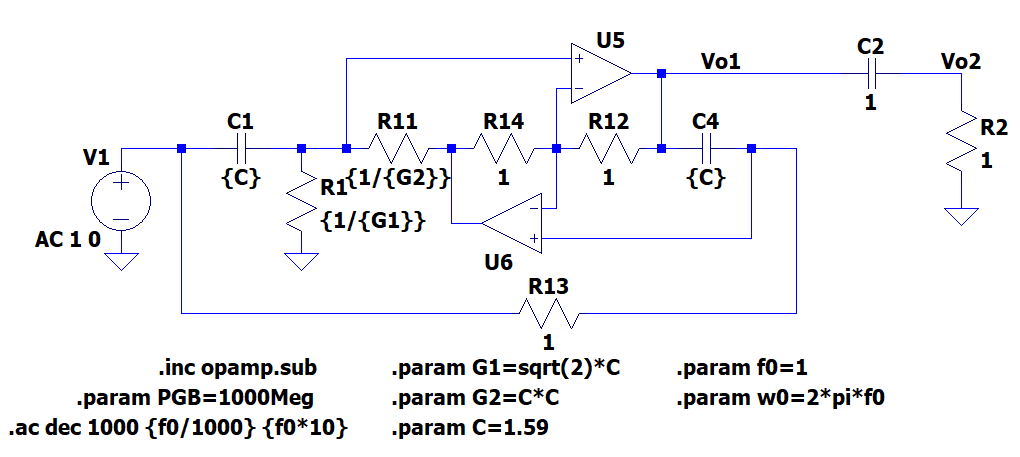 U5
C2
Vo1
Vo2
+
−
C1
R11
R14
R12
C4
R2
V1
+
{C}
R1
{1/{G2}}
1
1
{C}
1
1
−
{1/{G1}}
−
+
AC 1 0
U6
R13
1
.inc opamp.sub
.param G1=sqrt(2)*C
.param f0=1
.param PGB=1000Meg
.param G2=C*C
.param w0=2*pi*f0
.ac dec 1000 {f0/1000} {f0*10}
.param C=1.59